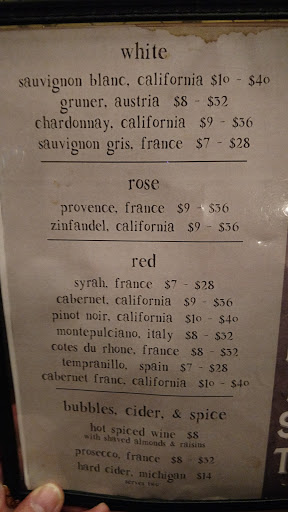 white
sauvignon blanc, california $10 - $40
gruner, austria $8 - $32
chardonnay, california $9 - $36
sauvignon gris, france $7 - $28
rose
provence, france $9 - $36
zinfandel, california $9 - $36
red
syrah, france $7 - $28
cabernet, california $9 - $36
pinot noir, california $10 - $40
montepulciano, italy $8 - $32
cotes du rhone, france $8 - $32
tempranillo, spain $7 - $28
cabernet franc, california $10 - $40
bubbles, cider, & spice
hot spiced wine $8
with shaved almonds & raisins
prosecco, france $8 - $32
hard cider, michigan $14
serves two